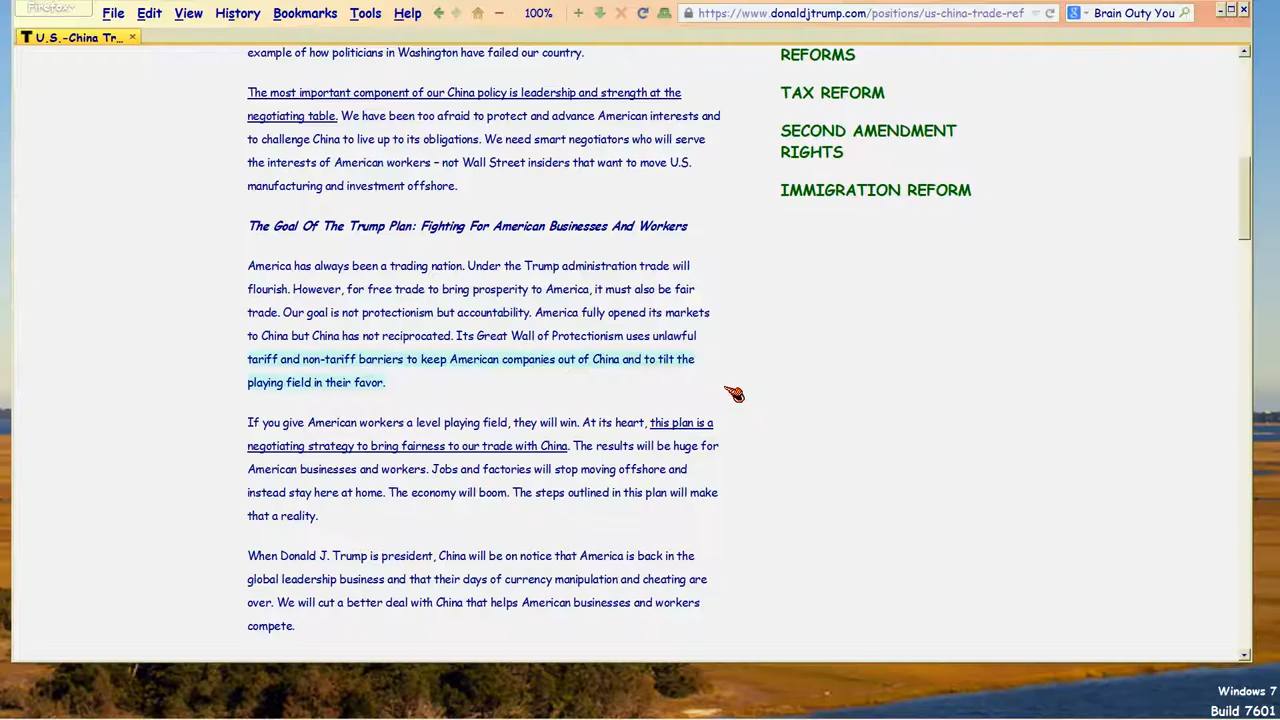 Firefox
File Edit View History Bookmarks Tools Help 100% https://www.donaldjtrump.com/positions/us-china-trade-ref Brain Outy You
U.S.-China Tr...
example of how politicians in Washington have failed our country.
The most important component of our China policy is leadership and strength at the
negotiating table. We have been too afraid to protect and advance American interests and
to challenge China to live up to its obligations. We need smart negotiators who will serve
the interests of American workers – not Wall Street insiders that want to move U.S.
manufacturing and investment offshore.
The Goal Of The Trump Plan: Fighting For American Businesses And Workers
America has always been a trading nation. Under the Trump administration trade will
flourish. However, for free trade to bring prosperity to America, it must also be fair
trade. Our goal is not protectionism but accountability. America fully opened its markets
to China but China has not reciprocated. Its Great Wall of Protectionism uses unlawful
tariff and non-tariff barriers to keep American companies out of China and to tilt the
playing field in their favor.
If you give American workers a level playing field, they will win. At its heart, this plan is a
negotiating strategy to bring fairness to our trade with China. The results will be huge for
American businesses and workers. Jobs and factories will stop moving offshore and
instead stay here at home. The economy will boom. The steps outlined in this plan will make
that a reality.
When Donald J. Trump is president, China will be on notice that America is back in the
global leadership business and that their days of currency manipulation and cheating are
over. We will cut a better deal with China that helps American businesses and workers
compete.
REFORMS
TAX REFORM
SECOND AMENDMENT
RIGHTS
IMMIGRATION REFORM
Windows 7
Build 7601